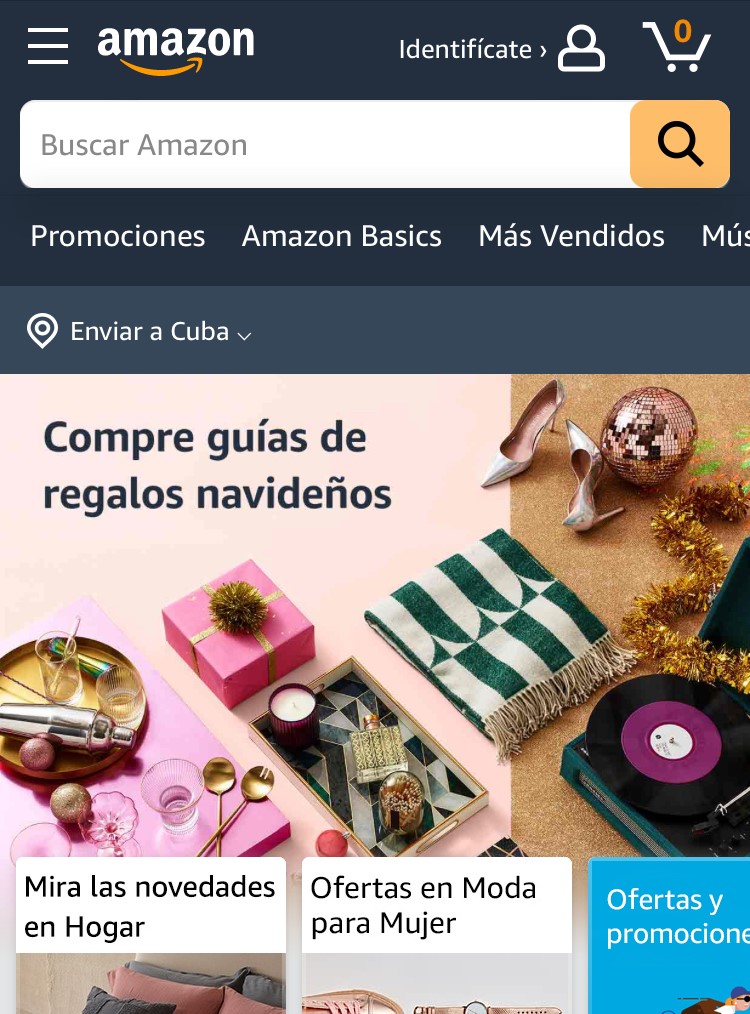 amazon
Identifícate ›
0
Buscar Amazon
Promociones Amazon Basics Más Vendidos Mús
Enviar a Cuba
Compre guías de
regalos navideños
Mira las novedades
en Hogar
Ofertas en Moda
para Mujer
Ofertas y
promocione